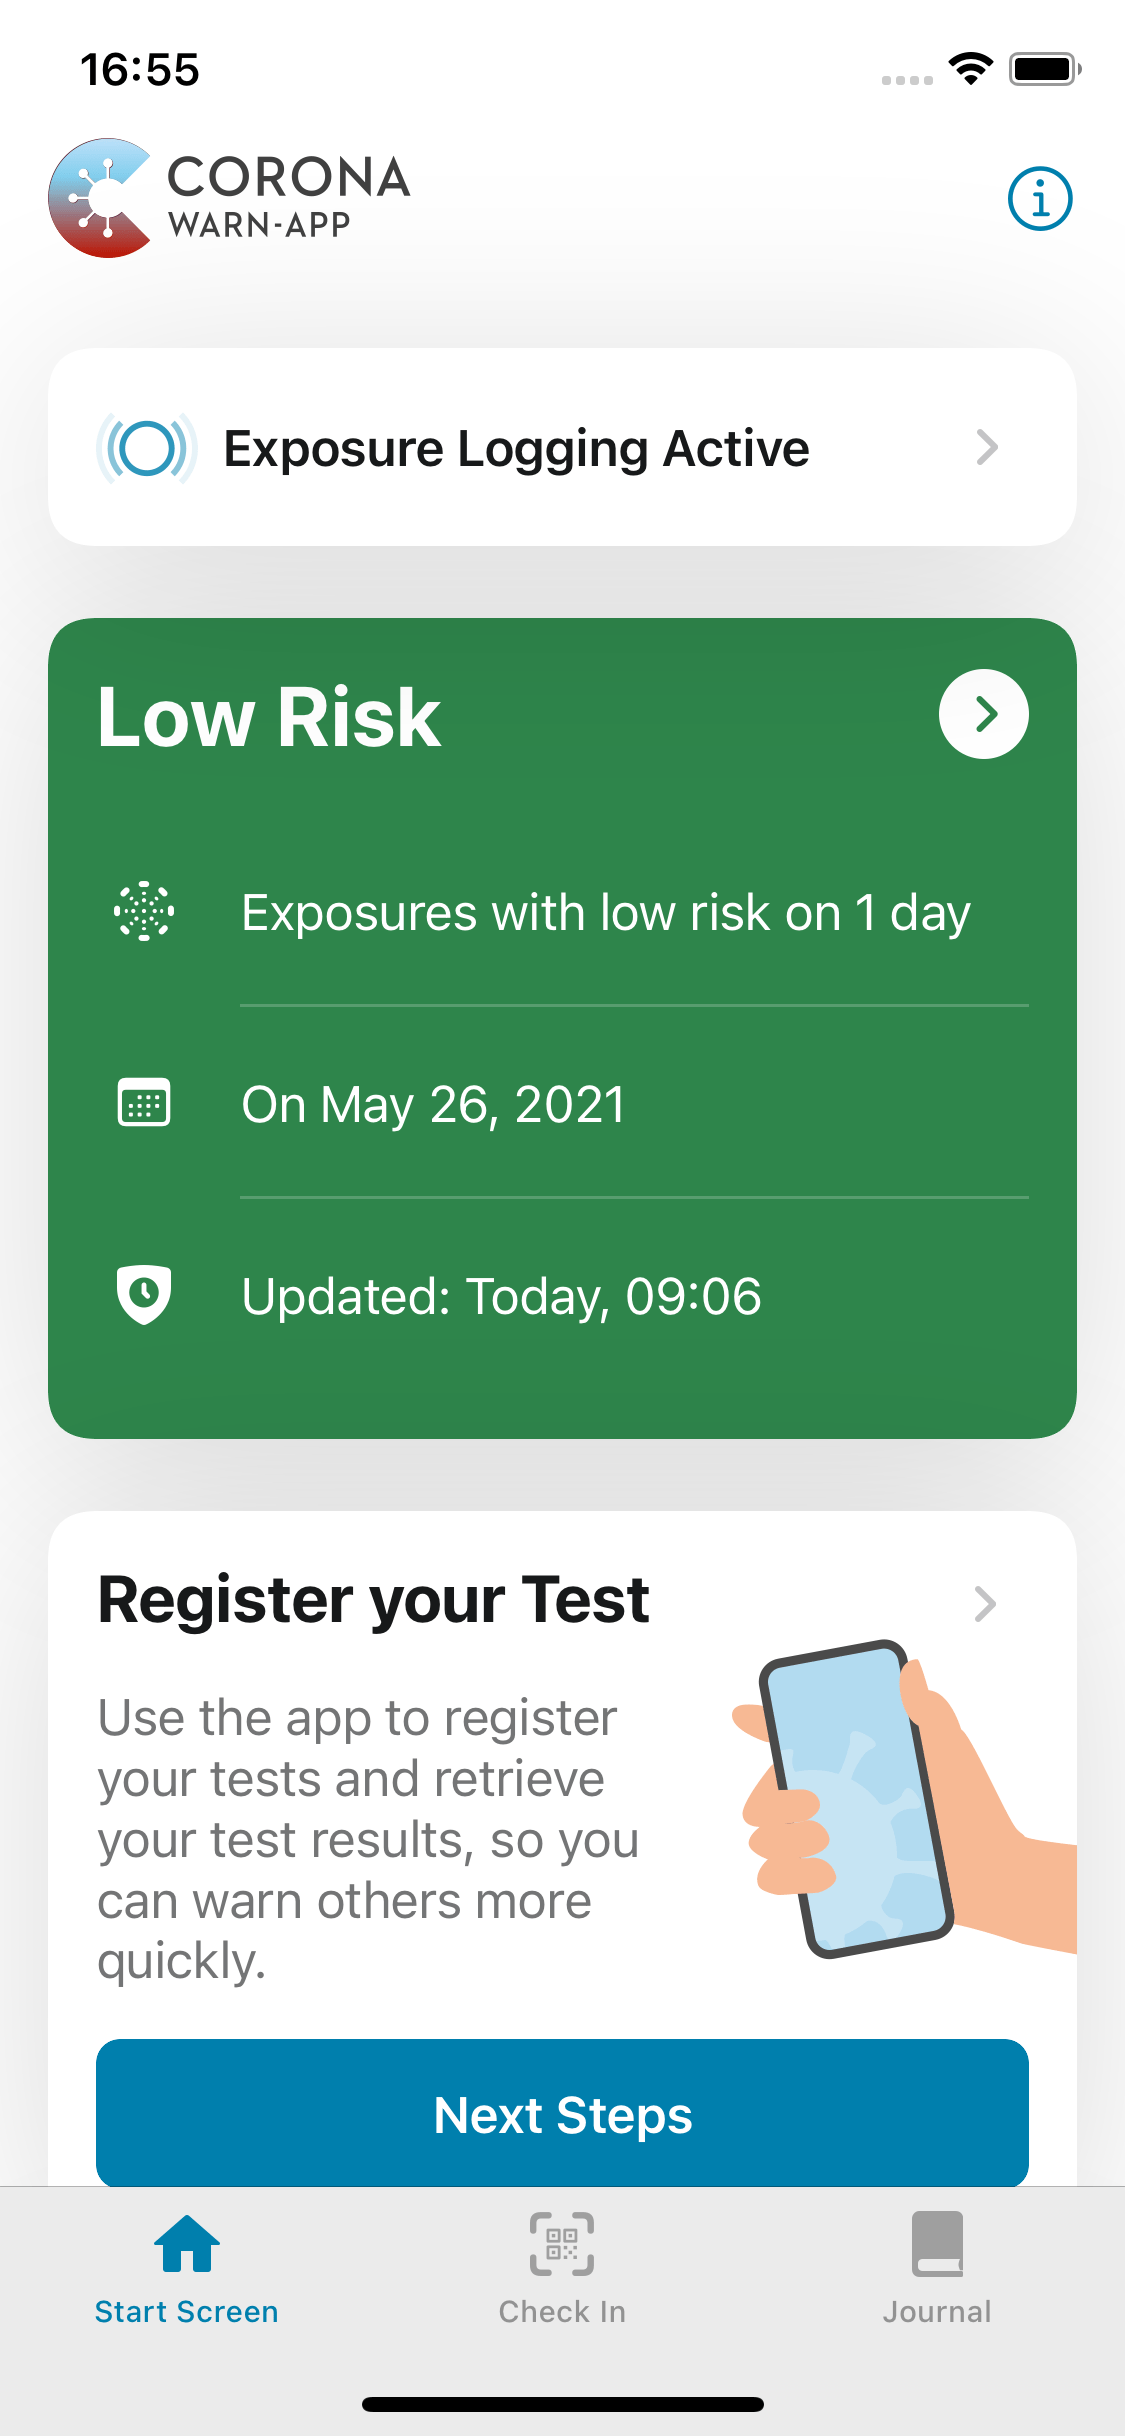 16:55
CORONA
WARN-APP
Exposure Logging Active
Low Risk
Exposures with low risk on 1 day
On May 26, 2021
Updated: Today, 09:06
Register your Test
Use the app to register
your tests and retrieve
your test results, so you
can warn others more
quickly.
Next Steps
Start Screen
Check In
Journal